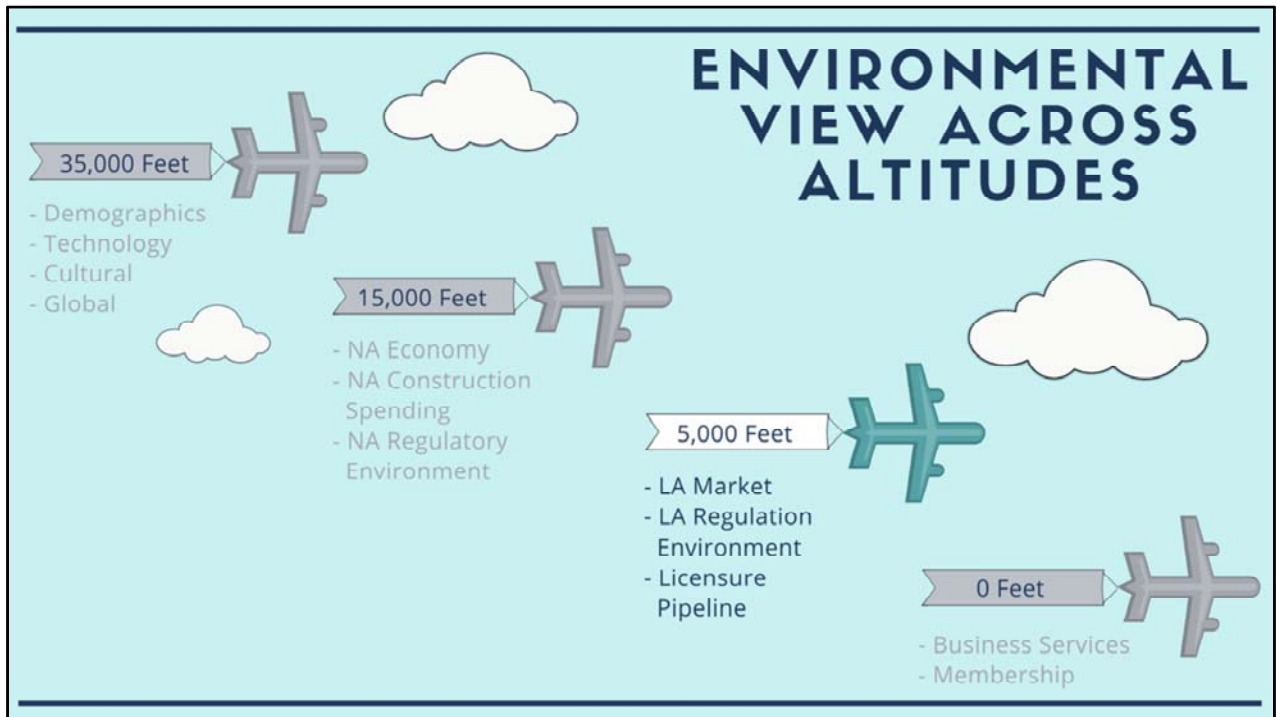 ENVIRONMENTAL
VIEW ACROSS
ALTITUDES
35,000 Feet
- Demographics
- Technology
- Cultural
- Global
15,000 Feet
- NA Economy
- NA Construction
Spending
- NA Regulatory
Environment
5,000 Feet
- LA Market
- LA Regulation
Environment
- Licensure
Pipeline
0 Feet
- Business Services
- Membership